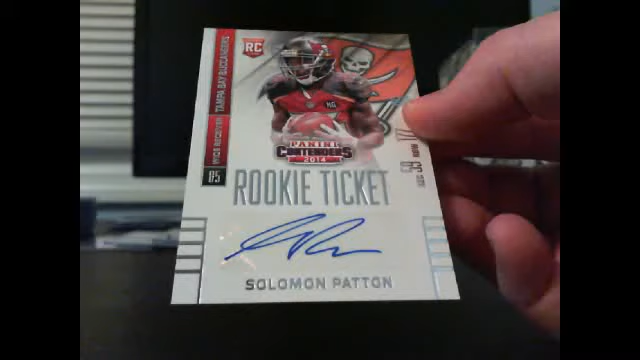 RC
TAMPA BAY BUCCANEERS
WIDE RECEIVER
85
PANINI
CONTENDERS
2014
ROOKIE TICKET
SOLOMON PATTON